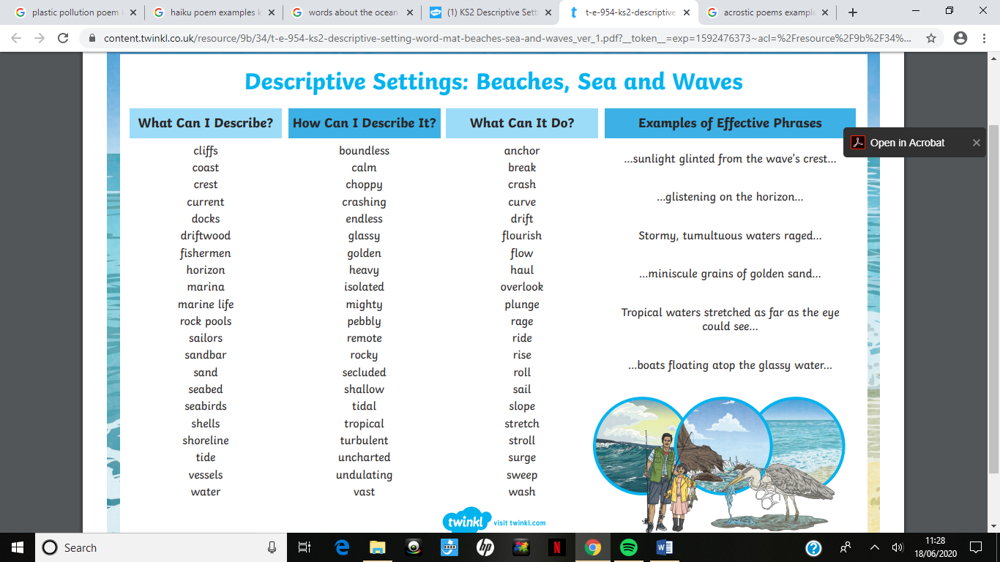 plastic pollution poem
haiku poem examples k
words about the ocean
(1) KS2 Descriptive Sett
t-e-954-ks2-descriptive
acrostic poems example
content.twinkl.co.uk/resource/9b/34/t-e-954-ks2-descriptive-setting-word-mat-beaches-sea-and-waves_ver_1.pdf?__token__=exp=1592476373~acl=%2Fresource%2F9b%2F34%...
Descriptive Settings: Beaches, Sea and Waves
Open in Acrobat
What Can I Describe?
cliffs
coast
crest
current
docks
driftwood
fishermen
horizon
marina
marine life
rock pools
sailors
sandbar
sand
seabed
seabirds
shells
shoreline
tide
vessels
water
How Can I Describe It?
boundless
calm
choppy
crashing
endless
glassy
golden
heavy
isolated
mighty
pebbly
remote
rocky
secluded
shallow
tidal
tropical
turbulent
uncharted
undulating
vast
What Can It Do?
anchor
break
crash
curve
drift
flourish
flow
haul
overlook
plunge
rage
ride
rise
roll
sail
slope
stretch
stroll
surge
sweep
wash
Examples of Effective Phrases
...sunlight glinted from the wave's crest...
...glistening on the horizon...
Stormy, tumultuous waters raged...
...miniscule grains of golden sand...
Tropical waters stretched as far as the eye
could see...
...boats floating atop the glassy water...
twinkl
visit twinkl.com
Search
11:28
18/06/2020